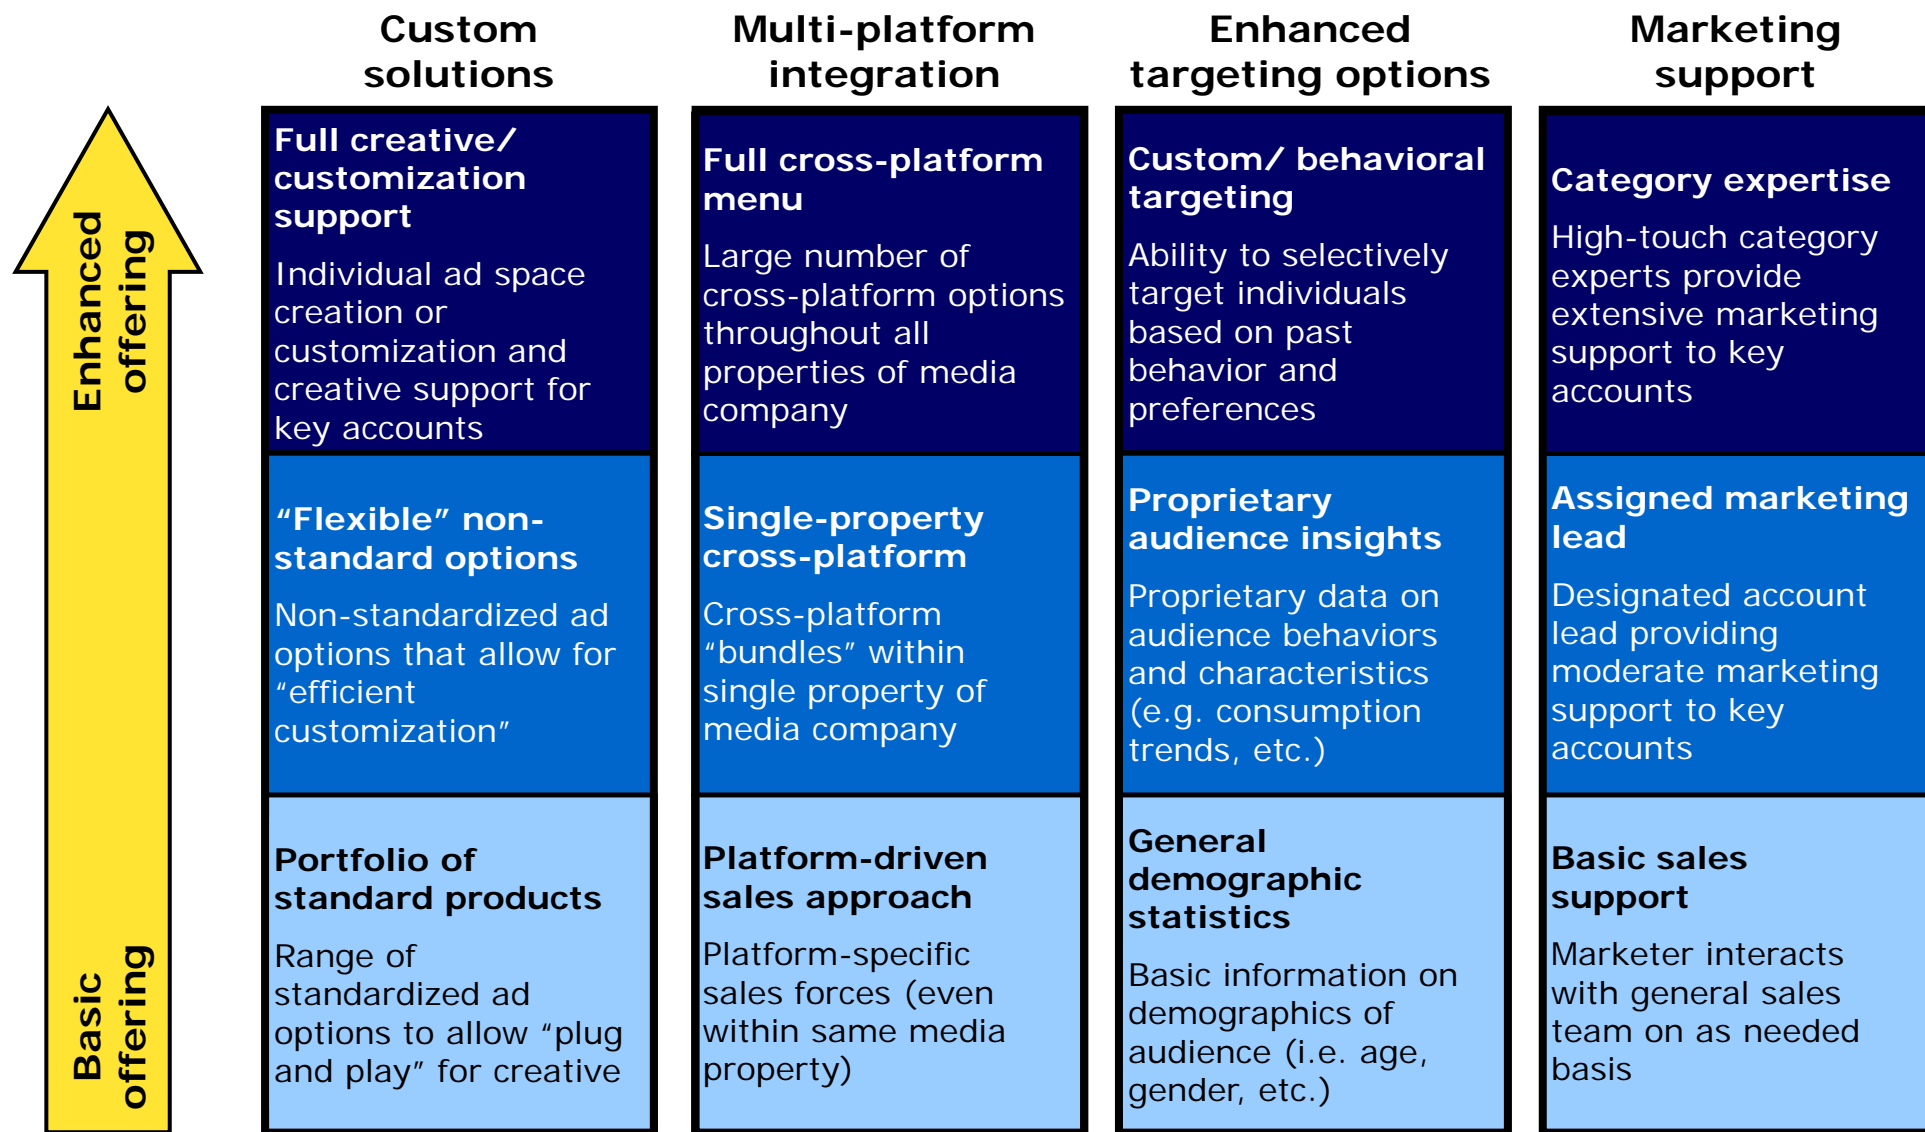 Custom
solutions
Multi-platform
integration
Enhanced
targeting options
Marketing
support
Enhanced
offering
Basic
offering
Full creative/
customization
support
Individual ad space
creation or
customization and
creative support for
key accounts
Full cross-platform
menu
Large number of
cross-platform options
throughout all
properties of media
company
Custom/ behavioral
targeting
Ability to selectively
target individuals
based on past
behavior and
preferences
Category expertise
High-touch category
experts provide
extensive marketing
support to key
accounts
“Flexible” non-
standard options
Non-standardized ad
options that allow for
“efficient
customization”
Single-property
cross-platform
Cross-platform
“bundles” within
single property of
media company
Proprietary
audience insights
Proprietary data on
audience behaviors
and characteristics
(e.g. consumption
trends, etc.)
Assigned marketing
lead
Designated account
lead providing
moderate marketing
support to key
accounts
Portfolio of
standard products
Range of
standardized ad
options to allow “plug
and play” for creative
Platform-driven
sales approach
Platform-specific
sales forces (even
within same media
property)
General
demographic
statistics
Basic information on
demographics of
audience (i.e. age,
gender, etc.)
Basic sales
support
Marketer interacts
with general sales
team on as needed
basis